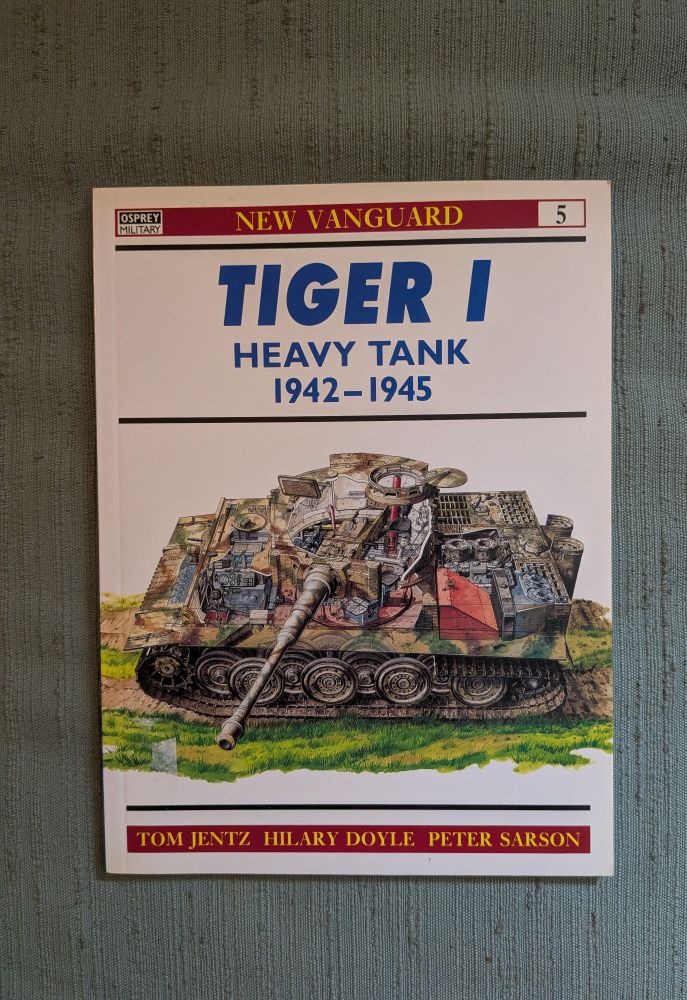 OSPREY
MILITARY
NEW VANGUARD
5
TIGER I
HEAVY TANK
1942–1945
TOM JENTZ HILARY DOYLE PETER SARSON